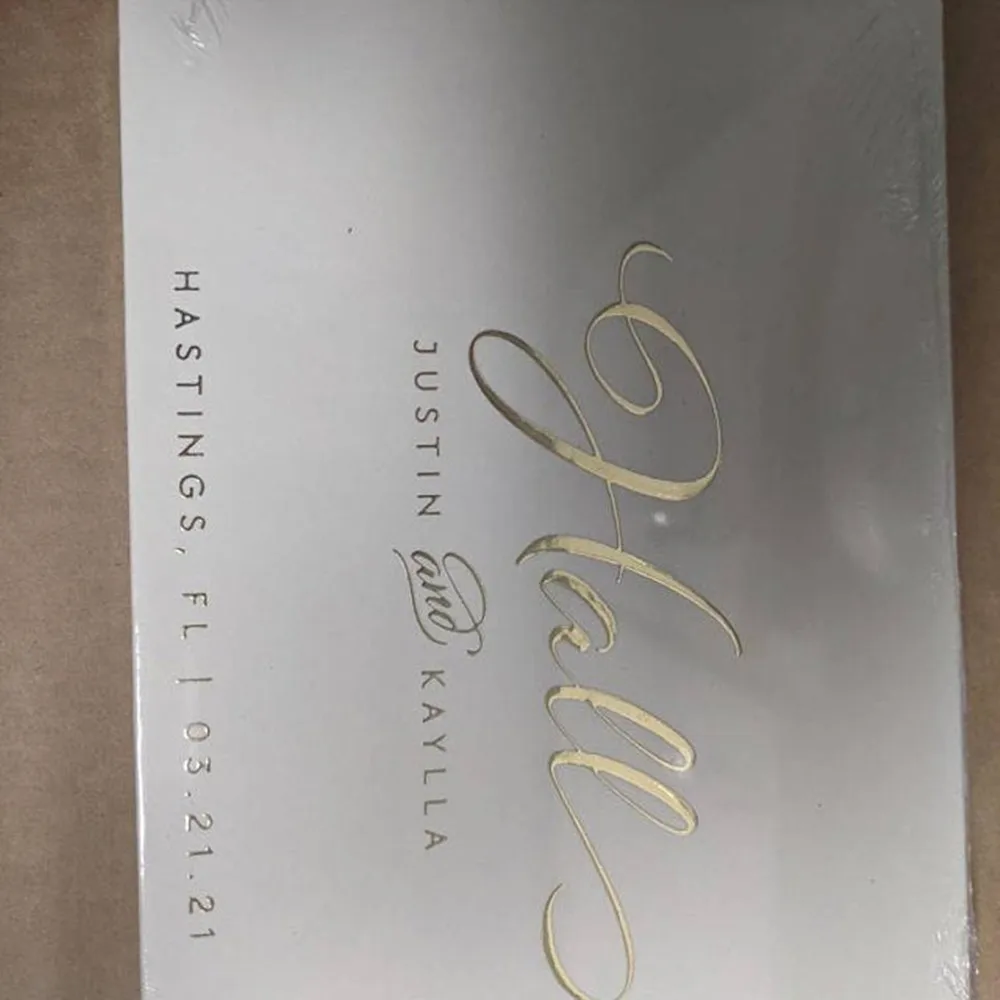 Hall
JUSTIN and KAYLLA
HASTINGS, FL | 03.21.21